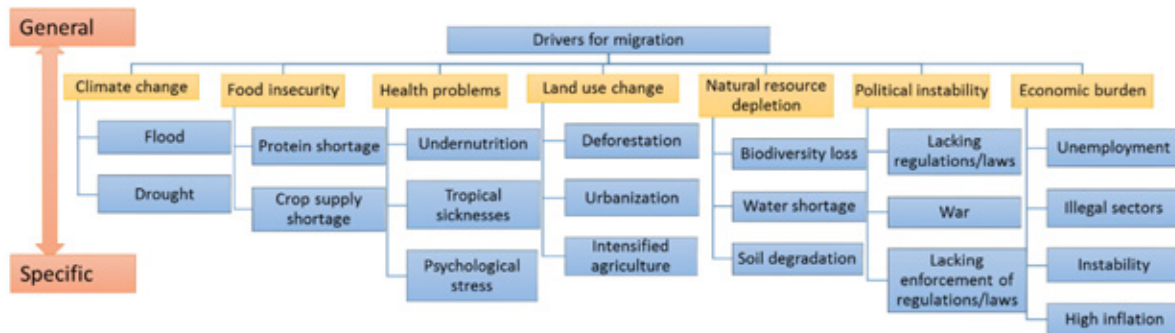 General
Drivers for migration
Climate change
Food insecurity
Health problems
Land use change
Natural resource
depletion
Political instability
Economic burden
Flood
Drought
Protein shortage
Crop supply
shortage
Undernutrition
Tropical
sicknesses
Psychological
stress
Deforestation
Urbanization
Intensified
agriculture
Biodiversity loss
Water shortage
Soil degradation
Lacking
regulations/laws
War
Lacking
enforcement of
regulations/laws
Unemployment
Illegal sectors
Instability
High inflation
Specific